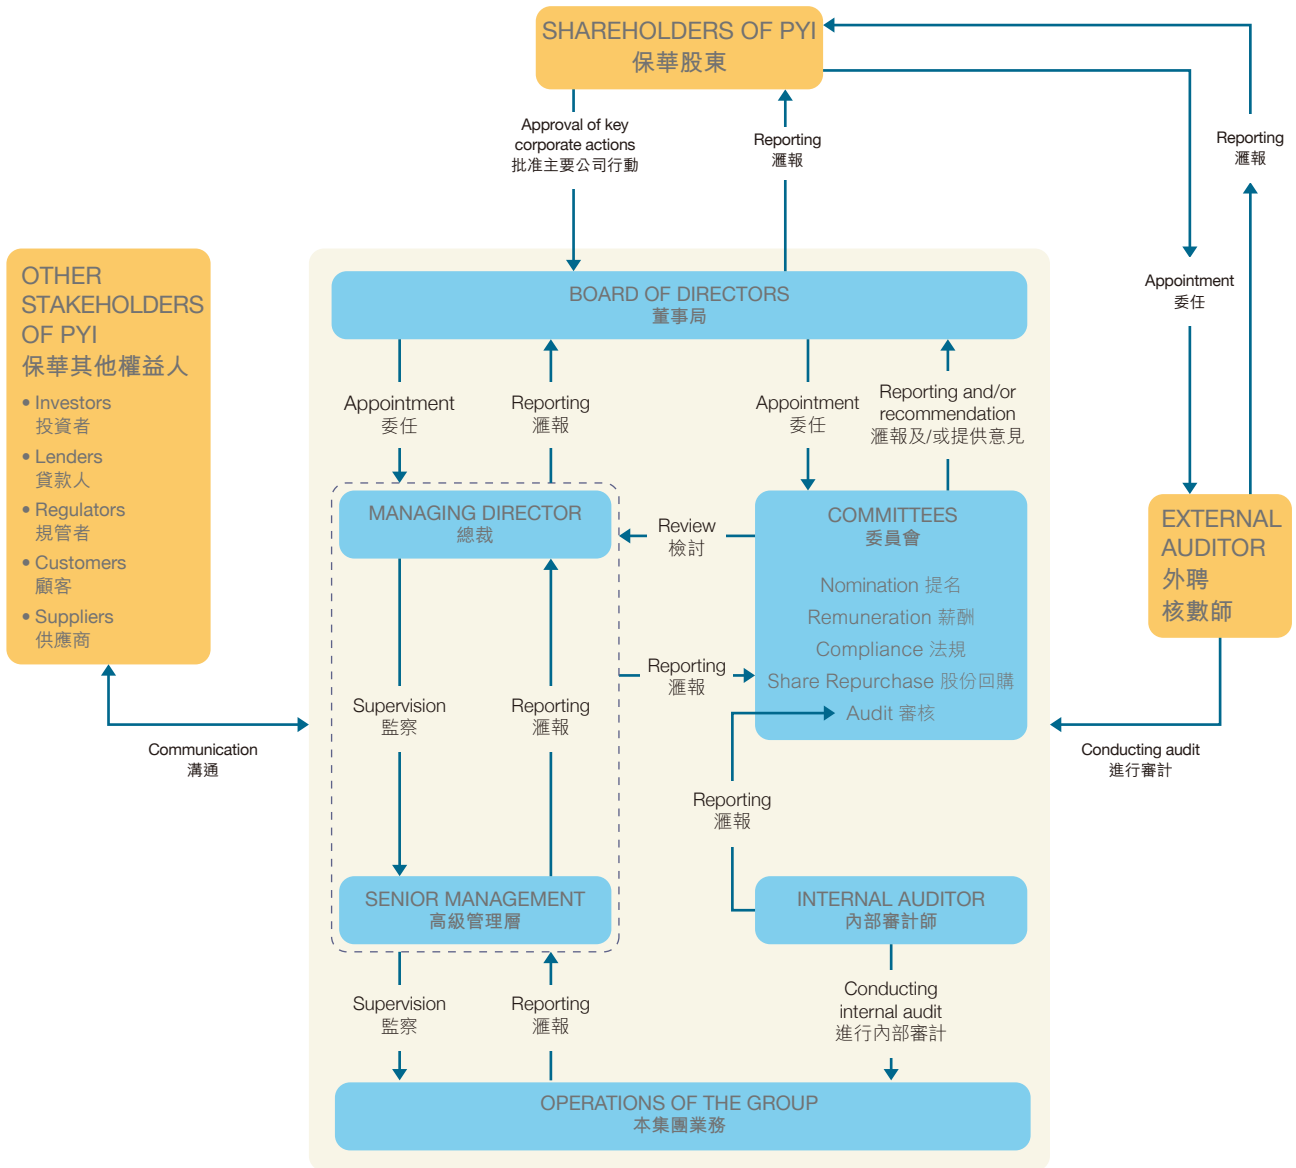 SHAREHOLDERS OF PYI
保華股東
Approval of key
corporate actions
批准主要公司行動
Reporting
滙報
Reporting
滙報
Appointment
委任
OTHER
STAKEHOLDERS
OF PYI
保華其他權益人
• Investors
投資者
• Lenders
貸款人
• Regulators
規管者
• Customers
顧客
• Suppliers
供應商
Communication
溝通
BOARD OF DIRECTORS
董事局
Appointment
委任
Reporting
滙報
Appointment
委任
Reporting and/or
recommendation
滙報及/或提供意見
MANAGING DIRECTOR
總裁
Review
檢討
COMMITTEES
委員會
Nomination 提名
Remuneration 薪酬
Compliance 法規
Share Repurchase 股份回購
Audit 審核
Reporting
滙報
Supervision
監察
Reporting
滙報
Reporting
滙報
EXTERNAL
AUDITOR
外聘
核數師
Conducting audit
進行審計
SENIOR MANAGEMENT
高級管理層
INTERNAL AUDITOR
內部審計師
Supervision
監察
Reporting
滙報
Conducting
internal audit
進行內部審計
OPERATIONS OF THE GROUP
本集團業務